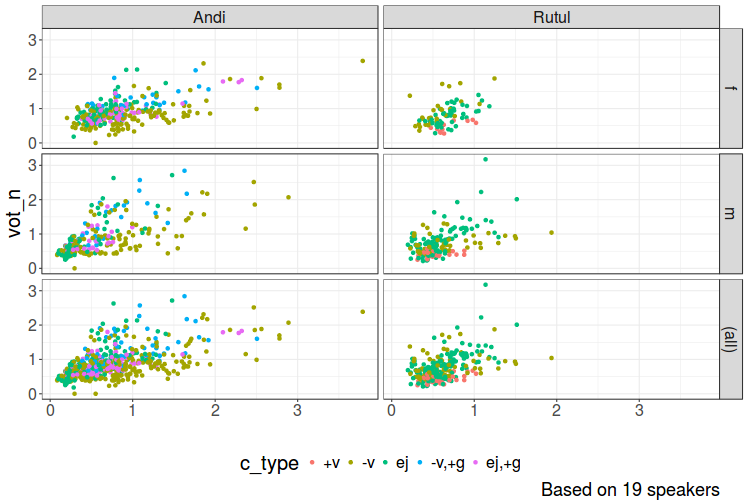 Andi Rutul
3
2
1
0
f
vot_n
3
2
1
0
m
3
2
1
0
(all)
0 1 2 3 0 1 2 3
c_type +v -v ej -v,+g ej,+g
Based on 19 speakers